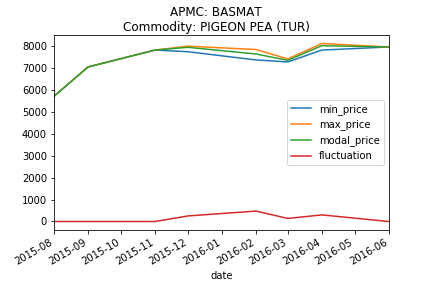 APMC: BASMAT
Commodity: PIGEON PEA (TUR)
8000
7000
6000
5000
4000
3000
2000
1000
0
min_price
max_price
modal_price
fluctuation
2015-08
2015-09
2015-10
2015-11
2015-12
2016-01
2016-02
2016-03
2016-04
2016-05
2016-06
date